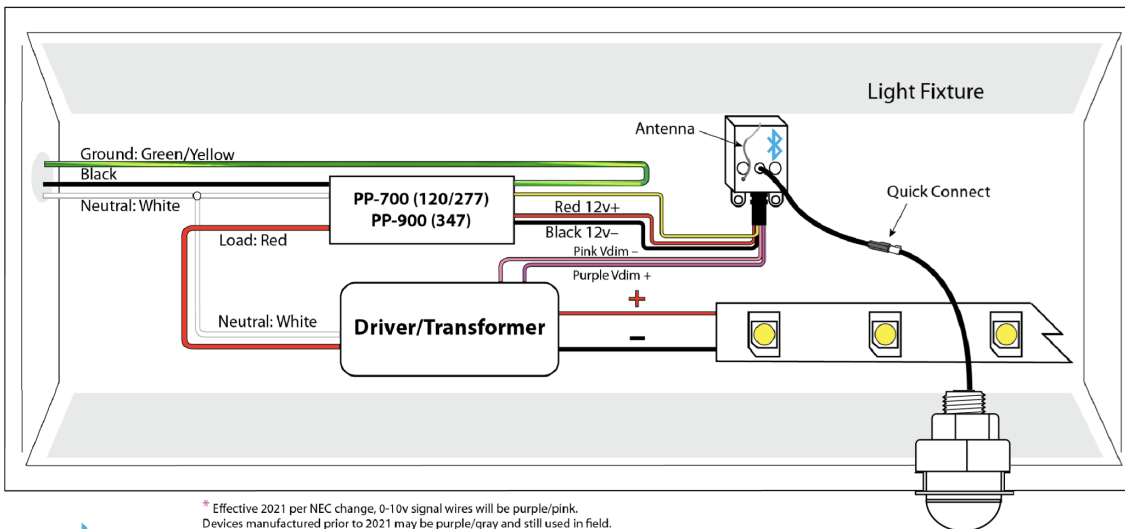 Light Fixture
Antenna
Ground: Green/Yellow
Black
Quick Connect
PP-700 (120/277)
PP-900 (347)
Neutral: White
Red 12v+
Load: Red
Black 12v–
Pink Vdim –
Purple Vdim +
+
Neutral: White
Driver/Transformer
–
* Effective 2021 per NEC change, 0-10v signal wires will be purple/pink.
Devices manufactured prior to 2021 may be purple/gray and still used in field.